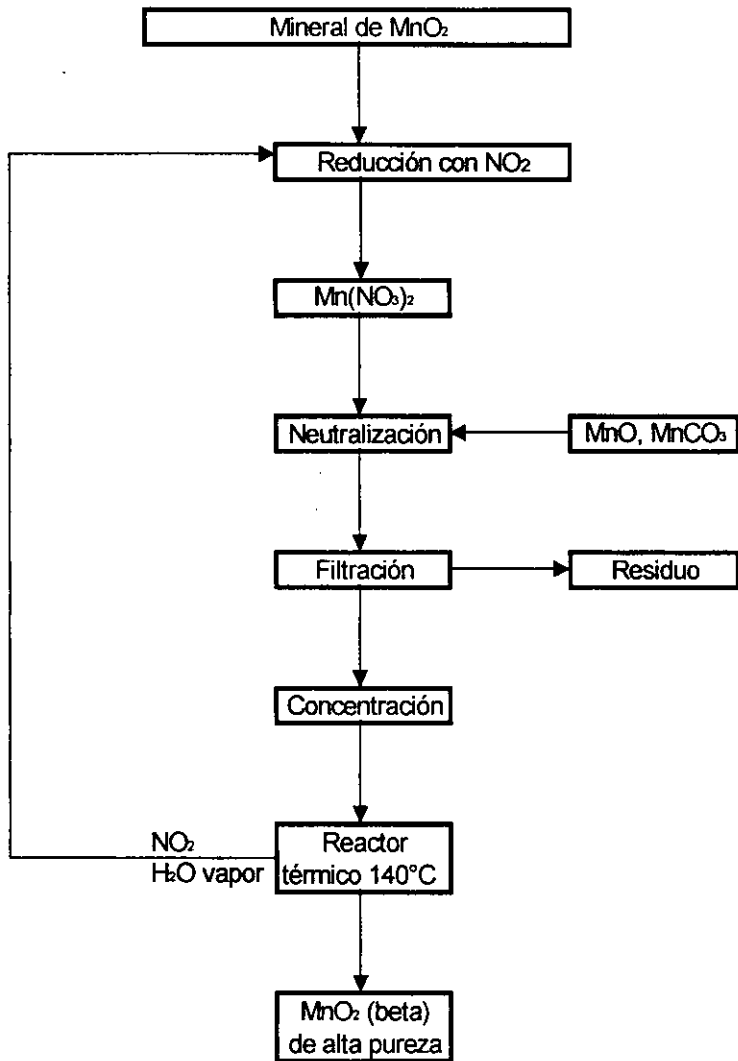 Mineral de MnO₂
Reducción con NO₂
Mn(NO₃)₂
Neutralización
MnO, MnCO₃
Filtración
Residuo
Concentración
NO₂
H₂O vapor
Reactor
térmico 140°C
MnO₂ (beta)
de alta pureza